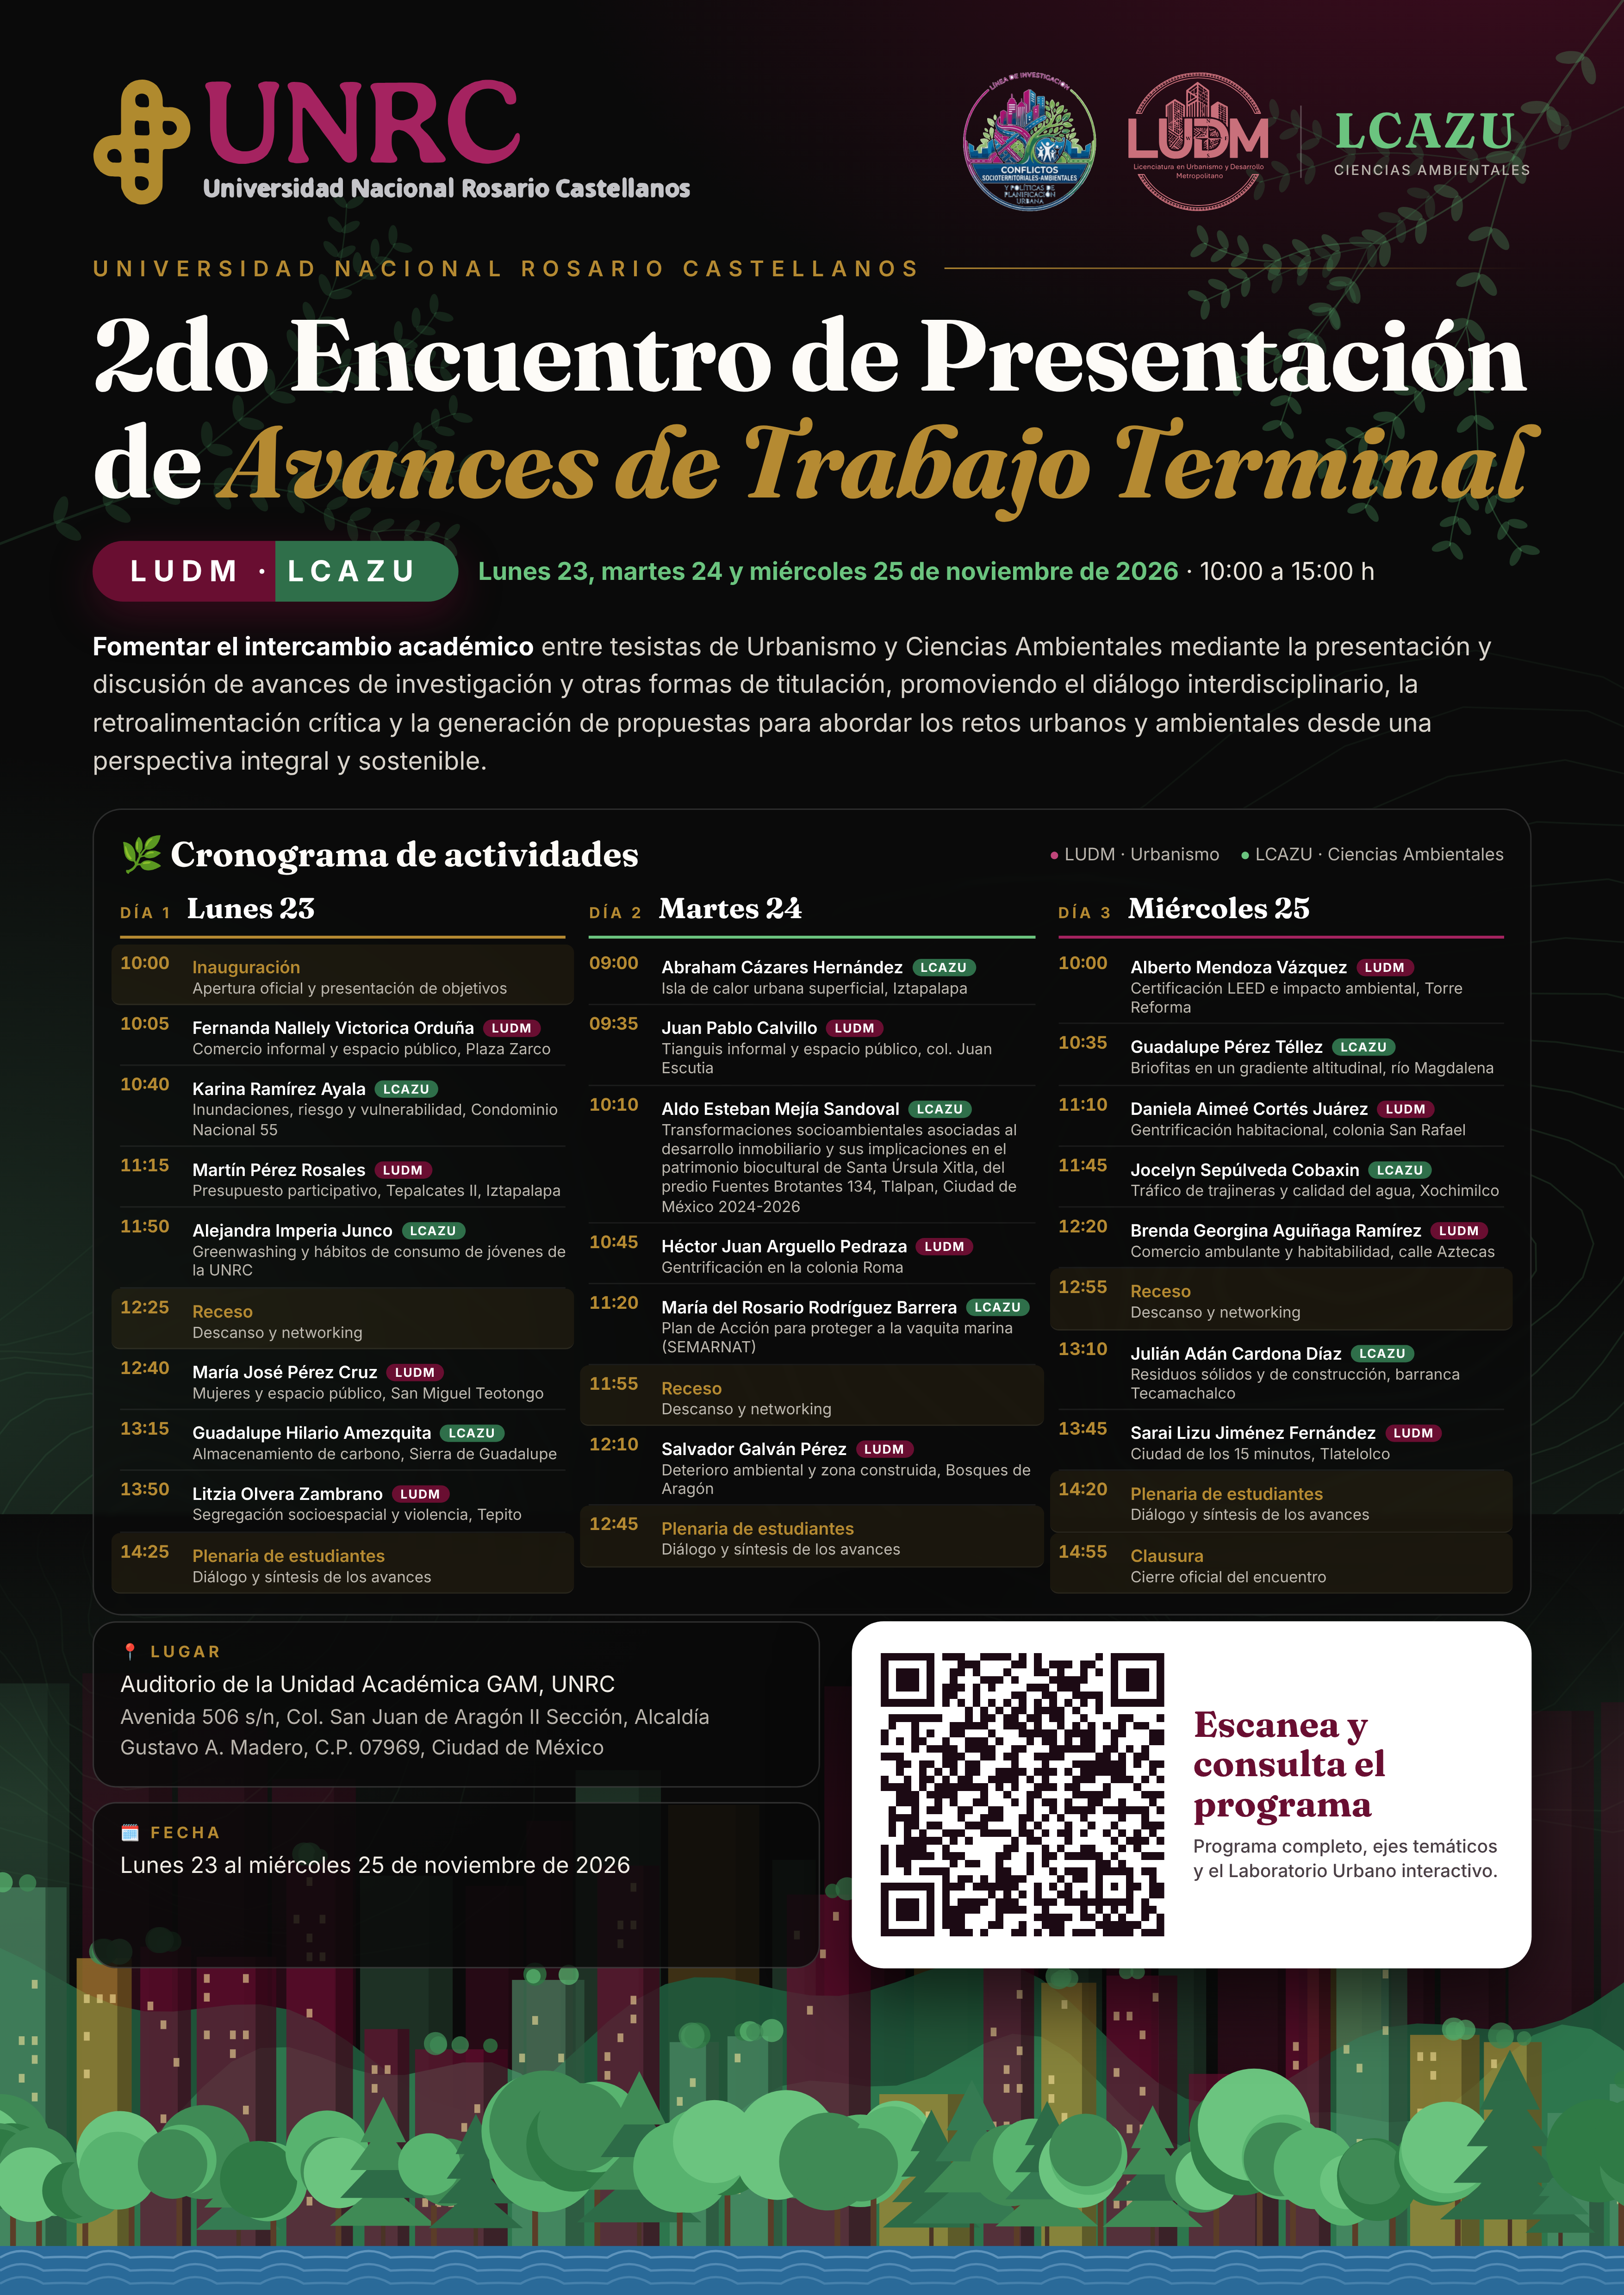 UNRC
Universidad Nacional Rosario Castellanos
LÍNEA DE INVESTIGACIÓN
CONFLICTOS
SOCIOTERRITORIALES-AMBIENTALES
Y POLÍTICAS DE
PLANIFICACIÓN
URBANA
LUDM
Licenciatura en Urbanismo y Desarrollo
Metropolitano
LCAZU
CIENCIAS AMBIENTALES
UNIVERSIDAD NACIONAL ROSARIO CASTELLANOS
2do Encuentro de Presentación
de Avances de Trabajo Terminal
LUDM · LCAZU
Lunes 23, martes 24 y miércoles 25 de noviembre de 2026 · 10:00 a 15:00 h
Fomentar el intercambio académico entre tesistas de Urbanismo y Ciencias Ambientales mediante la presentación y
discusión de avances de investigación y otras formas de titulación, promoviendo el diálogo interdisciplinario, la
retroalimentación crítica y la generación de propuestas para abordar los retos urbanos y ambientales desde una
perspectiva integral y sostenible.
Cronograma de actividades
LUDM · Urbanismo
LCAZU · Ciencias Ambientales
DÍA 1 Lunes 23
10:00 Inauguración
Apertura oficial y presentación de objetivos
10:05 Fernanda Nallely Victorica Orduña LUDM
Comercio informal y espacio público, Plaza Zarco
10:40 Karina Ramírez Ayala LCAZU
Inundaciones, riesgo y vulnerabilidad, Condominio
Nacional 55
11:15 Martín Pérez Rosales LUDM
Presupuesto participativo, Tepalcates II, Iztapalapa
11:50 Alejandra Imperia Junco LCAZU
Greenwashing y hábitos de consumo de jóvenes de
la UNRC
12:25 Receso
Descanso y networking
12:40 María José Pérez Cruz LUDM
Mujeres y espacio público, San Miguel Teotongo
13:15 Guadalupe Hilario Amezquita LCAZU
Almacenamiento de carbono, Sierra de Guadalupe
13:50 Litzia Olvera Zambrano LUDM
Segregación socioespacial y violencia, Tepito
14:25 Plenaria de estudiantes
Diálogo y síntesis de los avances
DÍA 2 Martes 24
09:00 Abraham Cázares Hernández LCAZU
Isla de calor urbana superficial, Iztapalapa
09:35 Juan Pablo Calvillo LUDM
Tianguis informal y espacio público, col. Juan
Escutia
10:10 Aldo Esteban Mejía Sandoval LCAZU
Transformaciones socioambientales asociadas al
desarrollo inmobiliario y sus implicaciones en el
patrimonio biocultural de Santa Úrsula Xitla, del
predio Fuentes Brotantes 134, Tlalpan, Ciudad de
México 2024-2026
10:45 Héctor Juan Arguello Pedraza LUDM
Gentrificación en la colonia Roma
11:20 María del Rosario Rodríguez Barrera LCAZU
Plan de Acción para proteger a la vaquita marina
(SEMARNAT)
11:55 Receso
Descanso y networking
12:10 Salvador Galván Pérez LUDM
Deterioro ambiental y zona construida, Bosques de
Aragón
12:45 Plenaria de estudiantes
Diálogo y síntesis de los avances
DÍA 3 Miércoles 25
10:00 Alberto Mendoza Vázquez LUDM
Certificación LEED e impacto ambiental, Torre
Reforma
10:35 Guadalupe Pérez Téllez LCAZU
Briofitas en un gradiente altitudinal, río Magdalena
11:10 Daniela Aimeé Cortés Juárez LUDM
Gentrificación habitacional, colonia San Rafael
11:45 Jocelyn Sepúlveda Cobaxin LCAZU
Tráfico de trajineras y calidad del agua, Xochimilco
12:20 Brenda Georgina Aguiñaga Ramírez LUDM
Comercio ambulante y habitabilidad, calle Aztecas
12:55 Receso
Descanso y networking
13:10 Julián Adán Cardona Díaz LCAZU
Residuos sólidos y de construcción, barranca
Tecamachalco
13:45 Sarai Lizu Jiménez Fernández LUDM
Ciudad de los 15 minutos, Tlatelolco
14:20 Plenaria de estudiantes
Diálogo y síntesis de los avances
14:55 Clausura
Cierre oficial del encuentro
LUGAR
Auditorio de la Unidad Académica GAM, UNRC
Avenida 506 s/n, Col. San Juan de Aragón II Sección, Alcaldía
Gustavo A. Madero, C.P. 07969, Ciudad de México
FECHA
Lunes 23 al miércoles 25 de noviembre de 2026
Escanea y
consulta el
programa
Programa completo, ejes temáticos
y el Laboratorio Urbano interactivo.